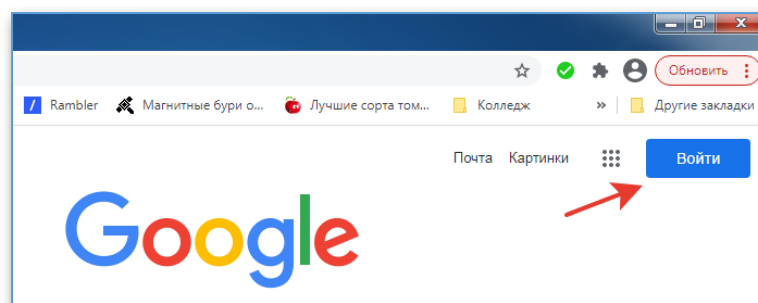 Обновить
Rambler Магнитные бури о... Лучшие сорта том... Колледж » Другие закладки
Почта Картинки Войти
Google